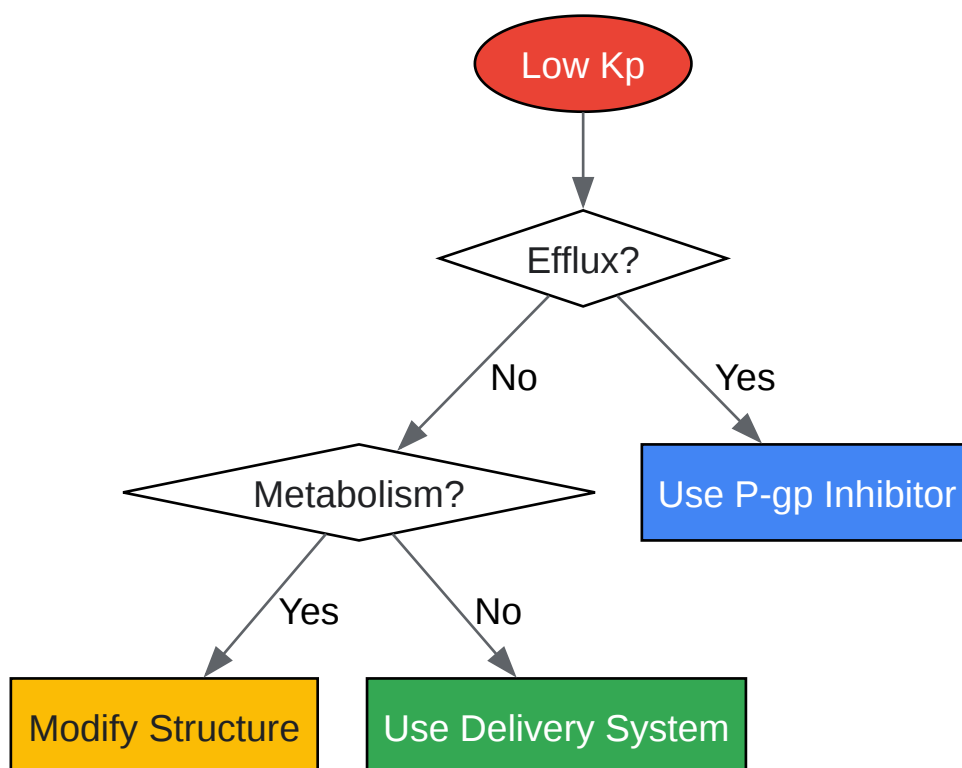 Low Kp
Efflux?
No
Yes
Metabolism?
Use P-gp Inhibitor
Yes
No
Modify Structure
Use Delivery System